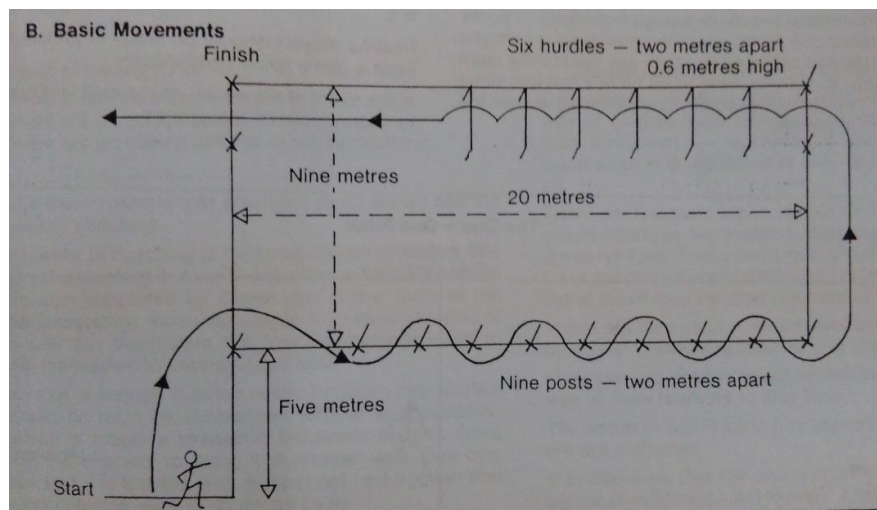 B. Basic Movements
Finish
Six hurdles — two metres apart
0.6 metres high
Nine metres
20 metres
Nine posts — two metres apart
Five metres
Start